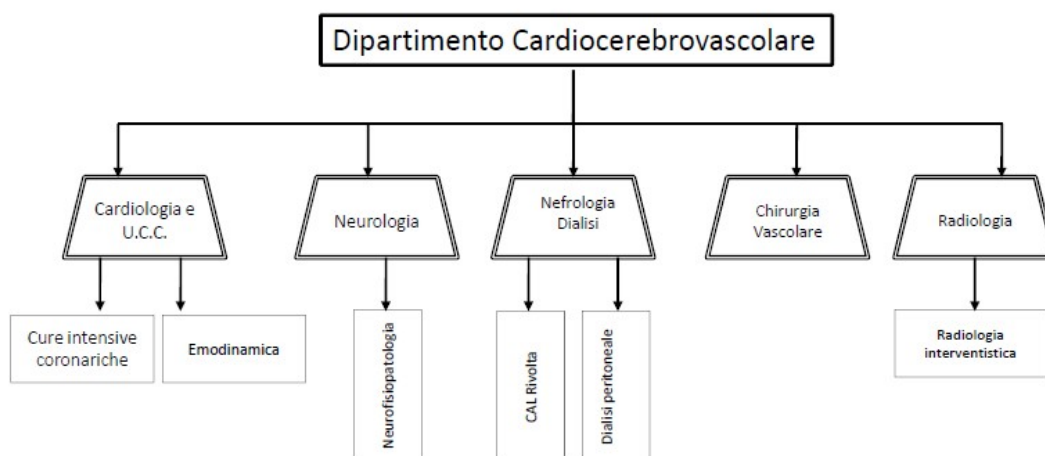 Dipartimento Cardiocerebrovascolare
Cardiologia e
U.C.C.
Neurologia
Nefrologia
Dialisi
Chirurgia
Vascolare
Radiologia
Cure intensive
coronariche
Emodinamica
Neurofisiopatologia
CAL Rivolta
Dialisi peritoneale
Radiologia
interventistica